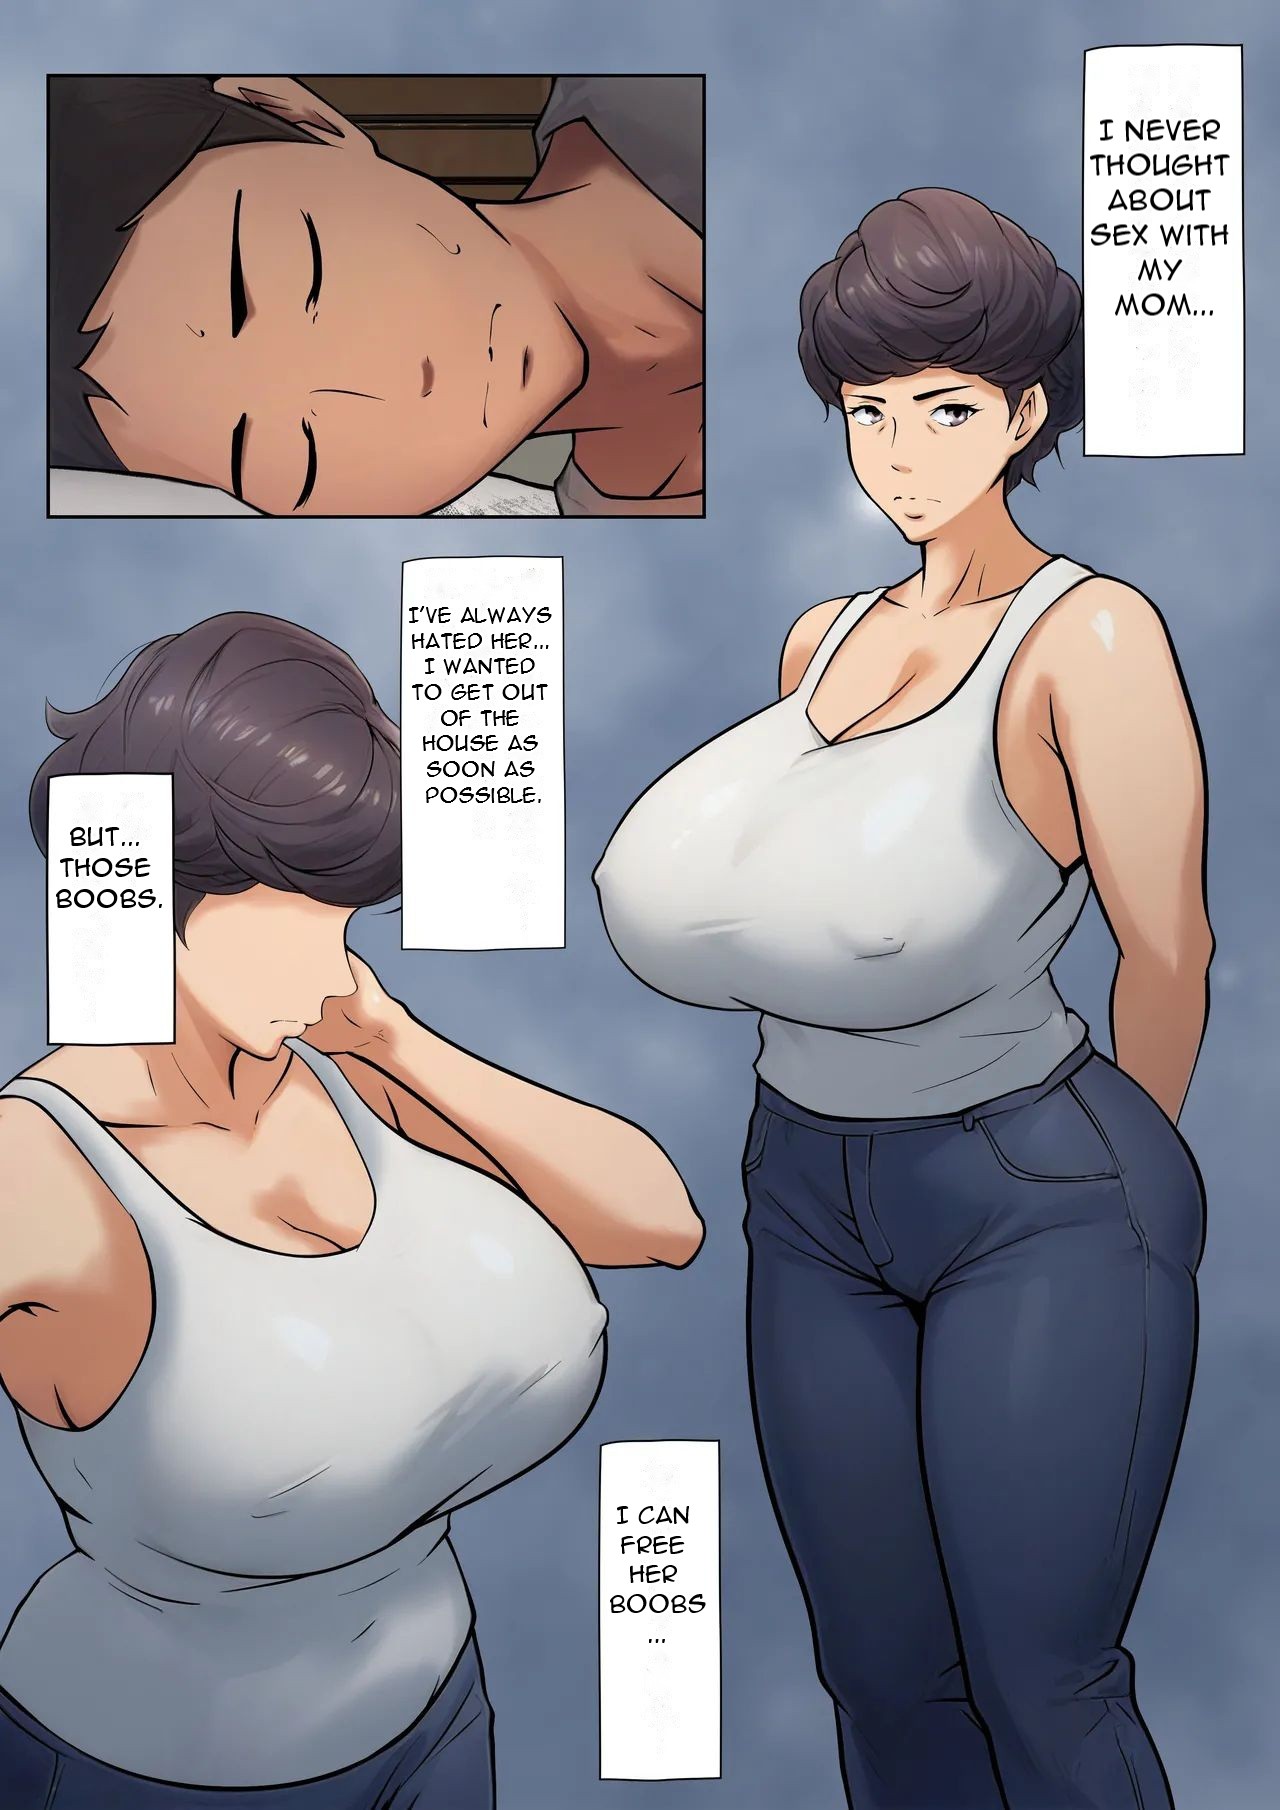 I NEVER
THOUGHT
ABOUT
SEX WITH
MY
MOM...
I'VE ALWAYS
HATED HER...
I WANTED
TO GET OUT
OF THE
HOUSE AS
SOON AS
POSSIBLE.
BUT...
THOSE
BOOBS.
I CAN
FREE
HER
BOOBS
...